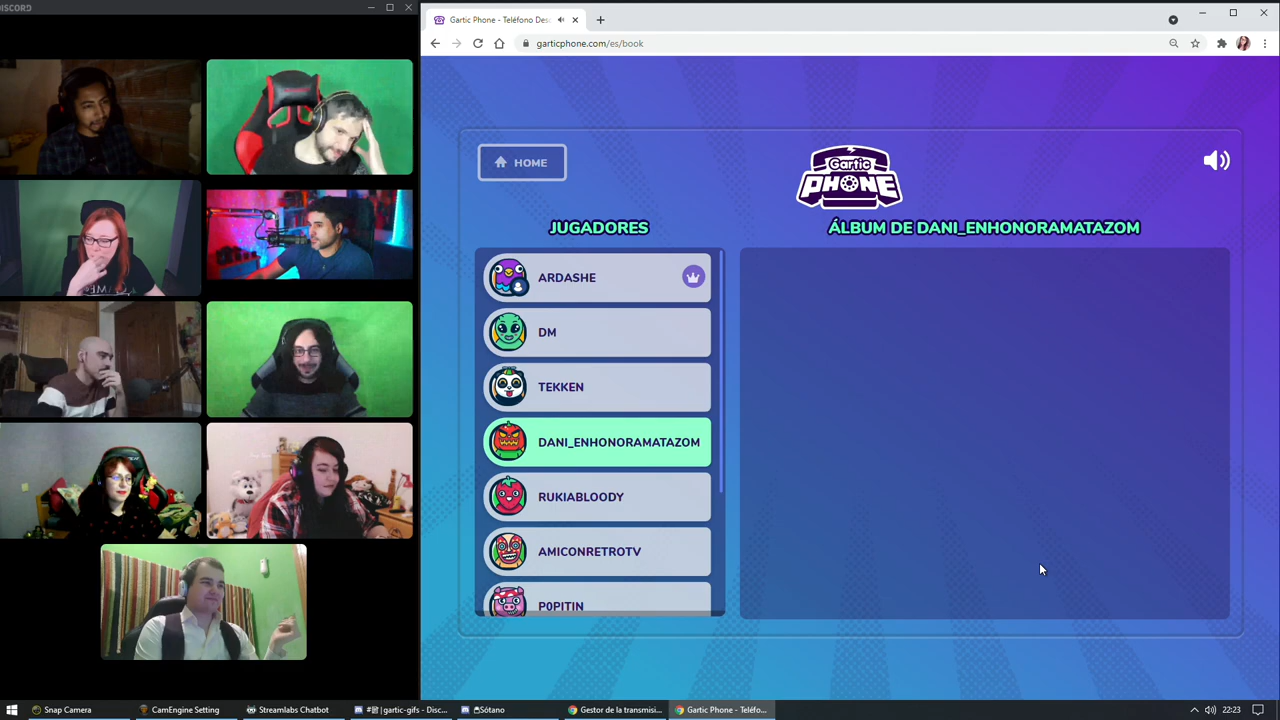 DISCORD
Gartic Phone - Teléfono Des
garticphone.com/es/book
HOME
Gartic
PHONE
JUGADORES
ÁLBUM DE DANI_ENHONORAMATAZOM
ARDASHE
DM
TEKKEN
DANI_ENHONORAMATAZOM
RUKIABLOODY
AMICONRETROTV
P0PITIN
Snap Camera
CamEngine Setting
Streamlabs Chatbot
gartic-gifs - Disc...
Sótano
Gestor de la transmisi...
Gartic Phone - Teléfo...
22:23